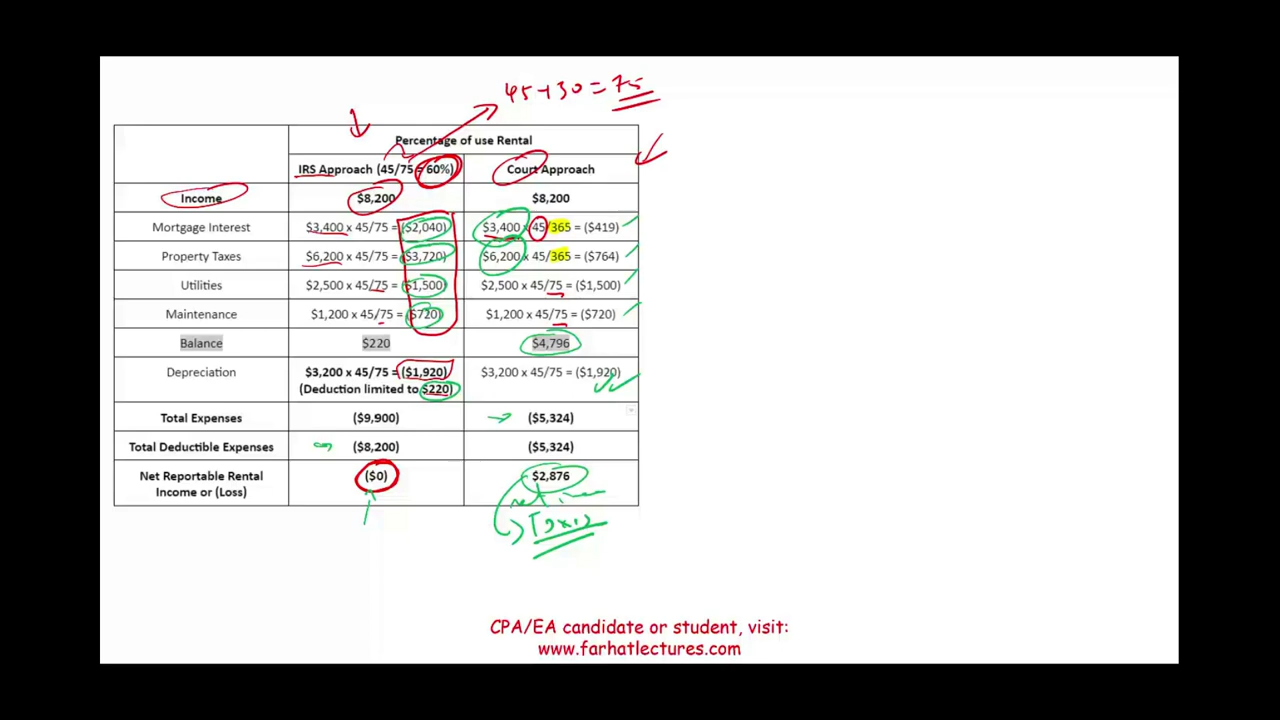 45+30=75
Percentage of use Rental
IRS Approach (45/75 = 60%) Court Approach
Income $8,200 $8,200
Mortgage Interest $3,400 x 45/75 = ($2,040) $3,400 x 45/365 = ($419)
Property Taxes $6,200 x 45/75 = ($3,720) $6,200 x 45/365 = ($764)
Utilities $2,500 x 45/75 = ($1,500) $2,500 x 45/75 = ($1,500)
Maintenance $1,200 x 45/75 = ($720) $1,200 x 45/75 = ($720)
Balance $220 $4,796
Depreciation $3,200 x 45/75 = ($1,920) $3,200 x 45/75 = ($1,920)
(Deduction limited to $220)
Total Expenses ($9,900) ($5,324)
Total Deductible Expenses ($8,200) ($5,324)
Net Reportable Rental ($0) $2,876
Income or (Loss)
net
CPA/EA candidate or student, visit:
www.farhatlectures.com